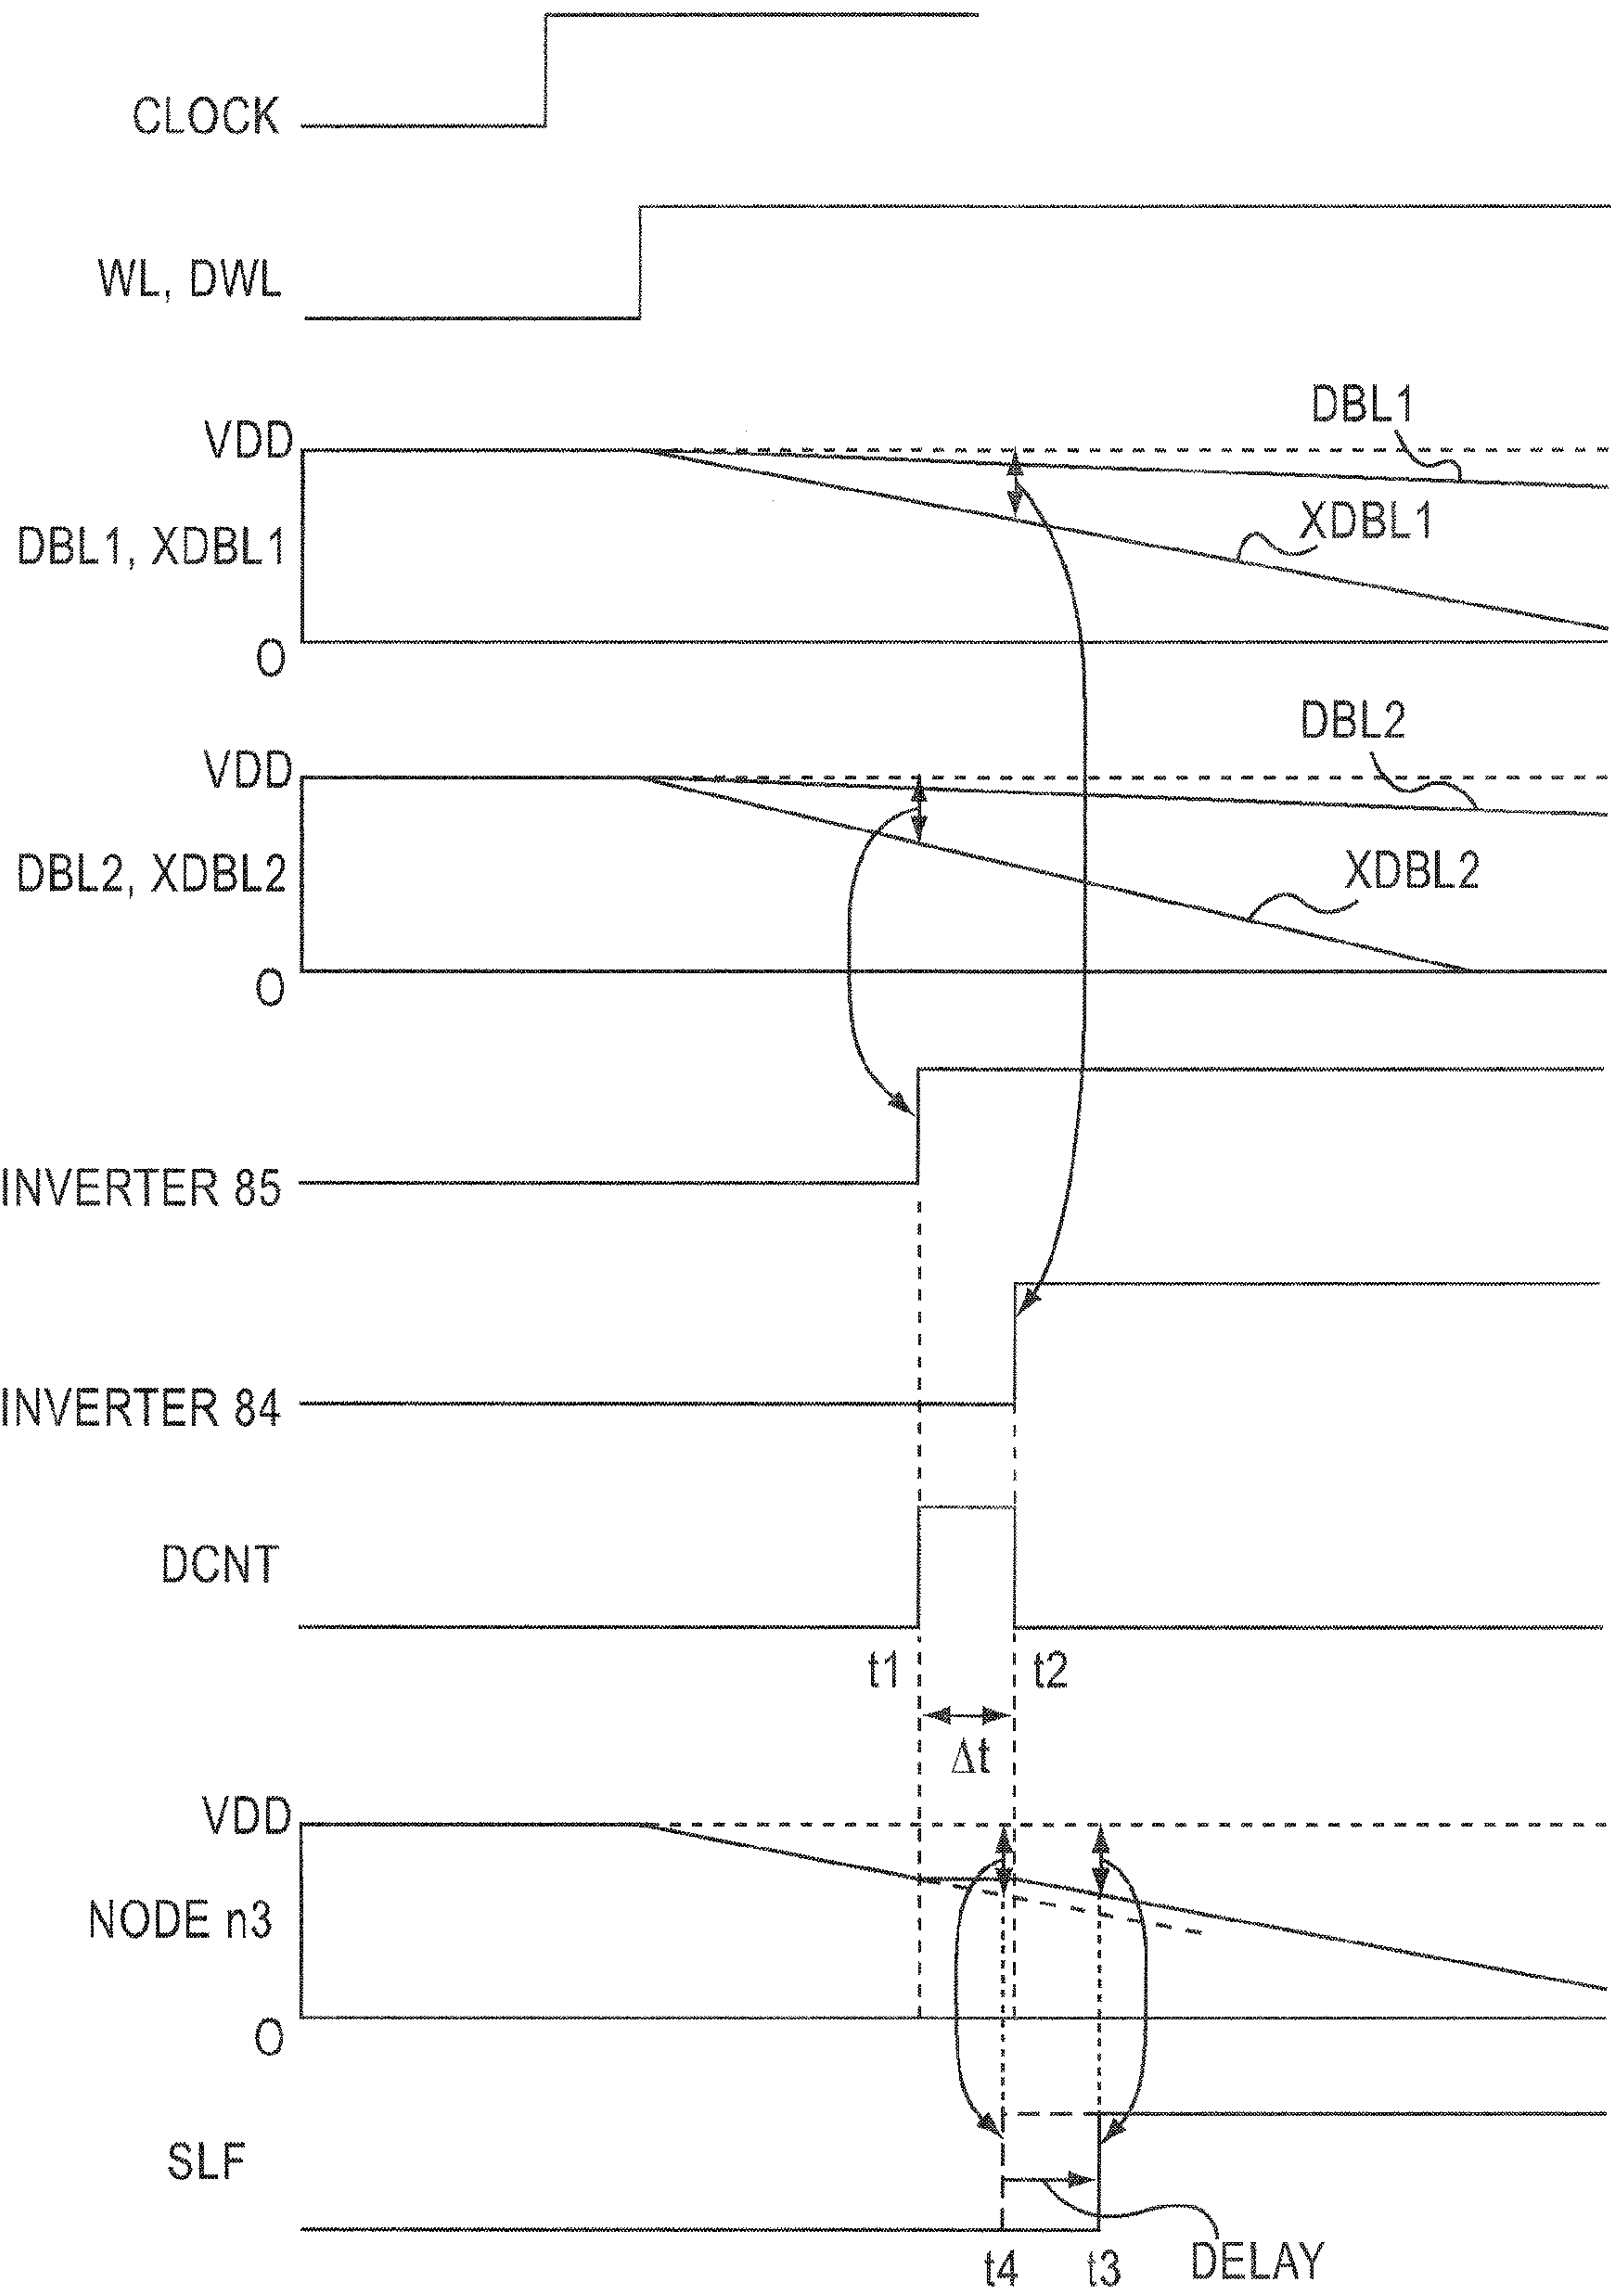 CLOCK
WL, DWL
VDD
DBL1
XDBL1
DBL1, XDBL1
O
DBL2
VDD
XDBL2
DBL2, XDBL2
O
INVERTER 85
INVERTER 84
DCNT
t1
t2
Δt
VDD
NODE n3
O
SLF
t4
t3
DELAY